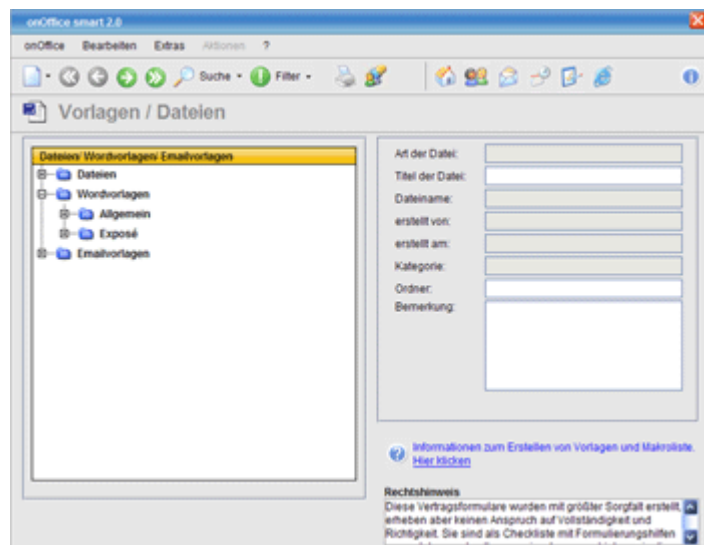 onOffice smart 2.0
onOffice Bearbeiten Extras Aktionen ?
Suche Filter
Vorlagen / Dateien
Dateien/ Wordvorlagen/ Emailvorlagen
Dateien
Wordvorlagen
Allgemein
Exposé
Emailvorlagen
Art der Datei:
Titel der Datei:
Dateiname:
erstellt von:
erstellt am:
Kategorie:
Ordner:
Bemerkung:
Informationen zum Erstellen von Vorlagen und Makroliste.
Hier klicken
Rechtshinweis
Diese Vertragsformulare wurden mit größter Sorgfalt erstellt,
erheben aber keinen Anspruch auf Vollständigkeit und
Richtigkeit. Sie sind als Checkliste mit Formulierungshilfen